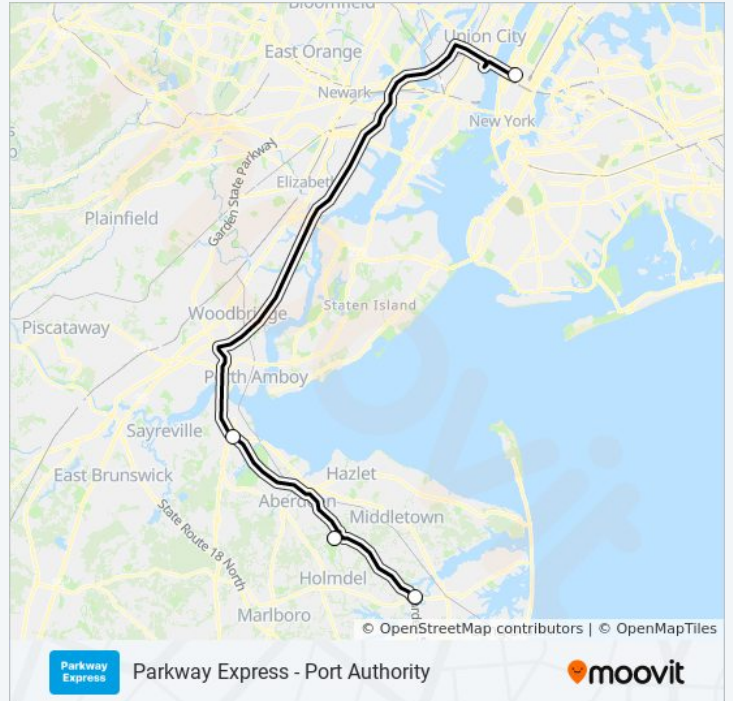 Bloomfield
Union City
East Orange
Newark
New York
Garden State Parkway
Elizabeth
Plainfield
Woodbridge
Staten Island
Piscataway
Perth Amboy
Sayreville
East Brunswick
Hazlet
Aberdeen
State Route 18 North
Middletown
Holmdel
Marlboro
© OpenStreetMap contributors | © OpenMapTiles
Parkway
Express
Parkway Express - Port Authority
moovit